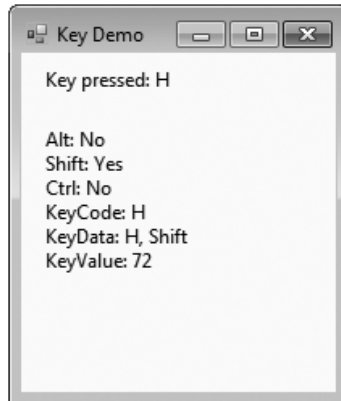 Key Demo
Key pressed: H
Alt: No
Shift: Yes
Ctrl: No
KeyCode: H
KeyData: H, Shift
KeyValue: 72